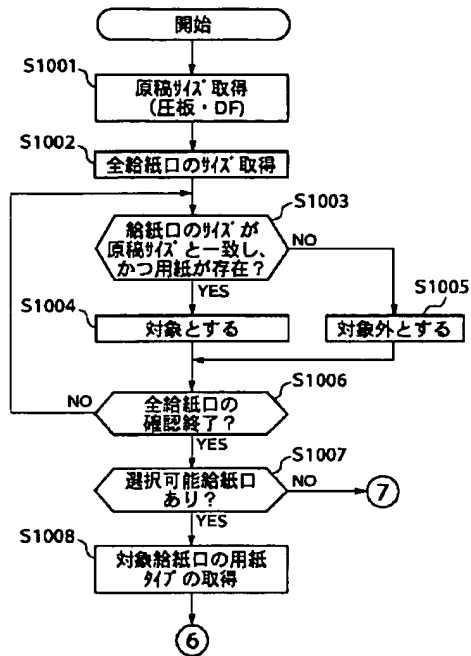 開始
S1001
原稿サイズ取得
(圧板・DF)
S1002
全給紙口のサイズ取得
S1003
給紙口のサイズが
原稿サイズと一致し、
かつ用紙が存在?
NO
YES
S1004
対象とする
S1005
対象外とする
S1006
全給紙口の
確認終了?
NO
YES
S1007
選択可能給紙口
あり?
NO
7
YES
S1008
対象給紙口の用紙
タイプの取得
6